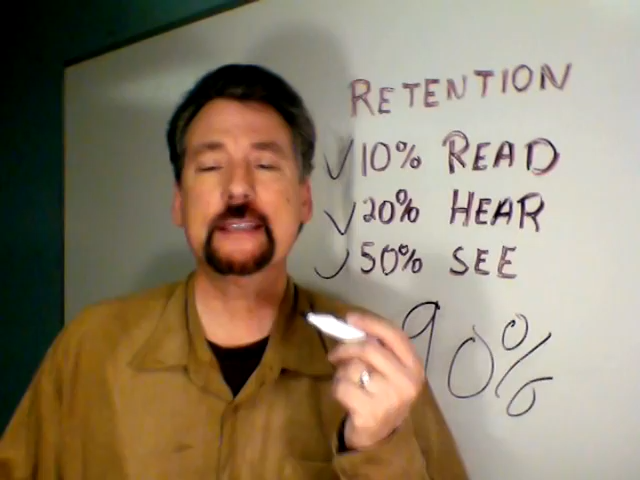 RETENTION
✓10% READ
✓20% HEAR
✓50% SEE
90%